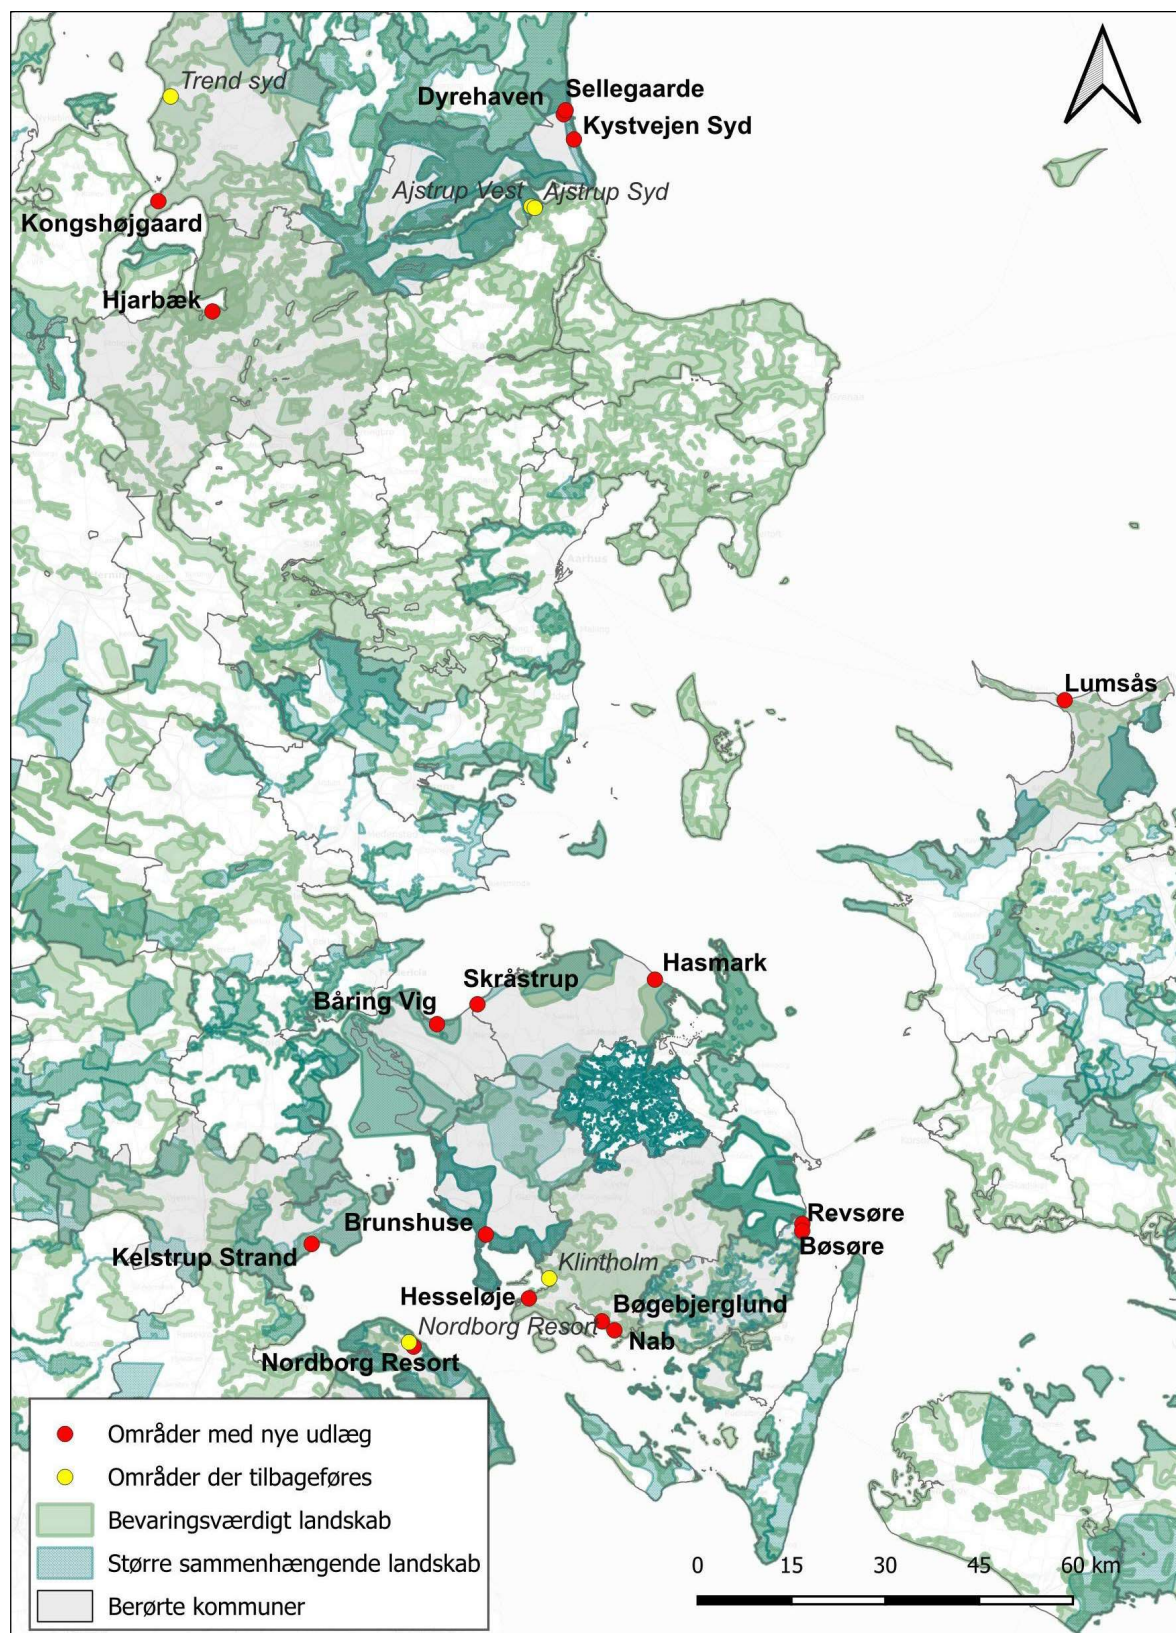 Trend syd
Dyrehaven
Sellegaarde
Kystvejen Syd
Ajstrup Vest
Ajstrup Syd
Kongshøjgaard
Hjarbæk
Aarhus
Lumsås
Hasmark
Skråstrup
Båring Vig
Revsøre
Brunshuse
Bøsøre
Kelstrup Strand
Klintholm
Hesseløje
Bøgebjerglund
Nordborg Resort
Nab
Nørdborg Resort
Områder med nye udlæg
Områder der tilbageføres
Bevaringsværdigt landskab
Større sammenhængende landskab
Berørte kommuner
0 15 30 45 60 km